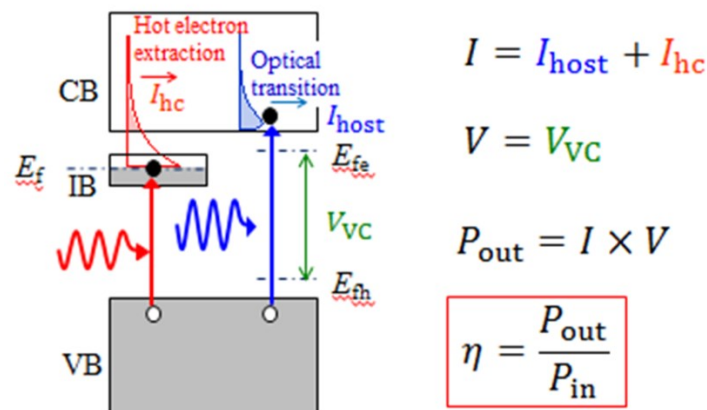 Hot electron
extraction
I_hc
Optical
transition
CB
I_host
E_f
IB
E_fe
V_VC
E_fh
VB
I = I_host + I_hc
V = V_VC
P_out = I × V
η = P_out / P_in